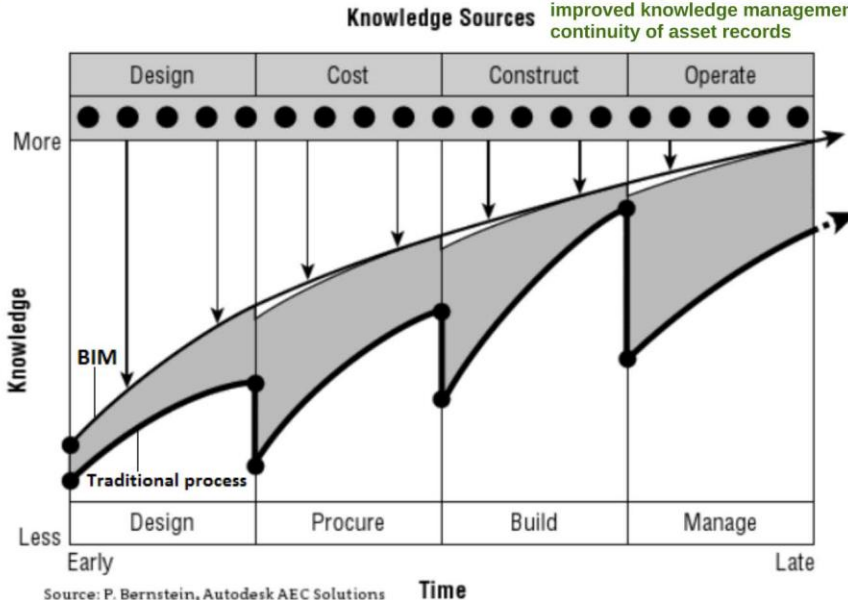 Knowledge Sources
improved knowledge managemen
continuity of asset records
Design Cost Construct Operate
More
Knowledge
BIM
Traditional process
Design Procure Build Manage
Less
Early Late
Time
Source: P. Bernstein, Autodesk AEC Solutions